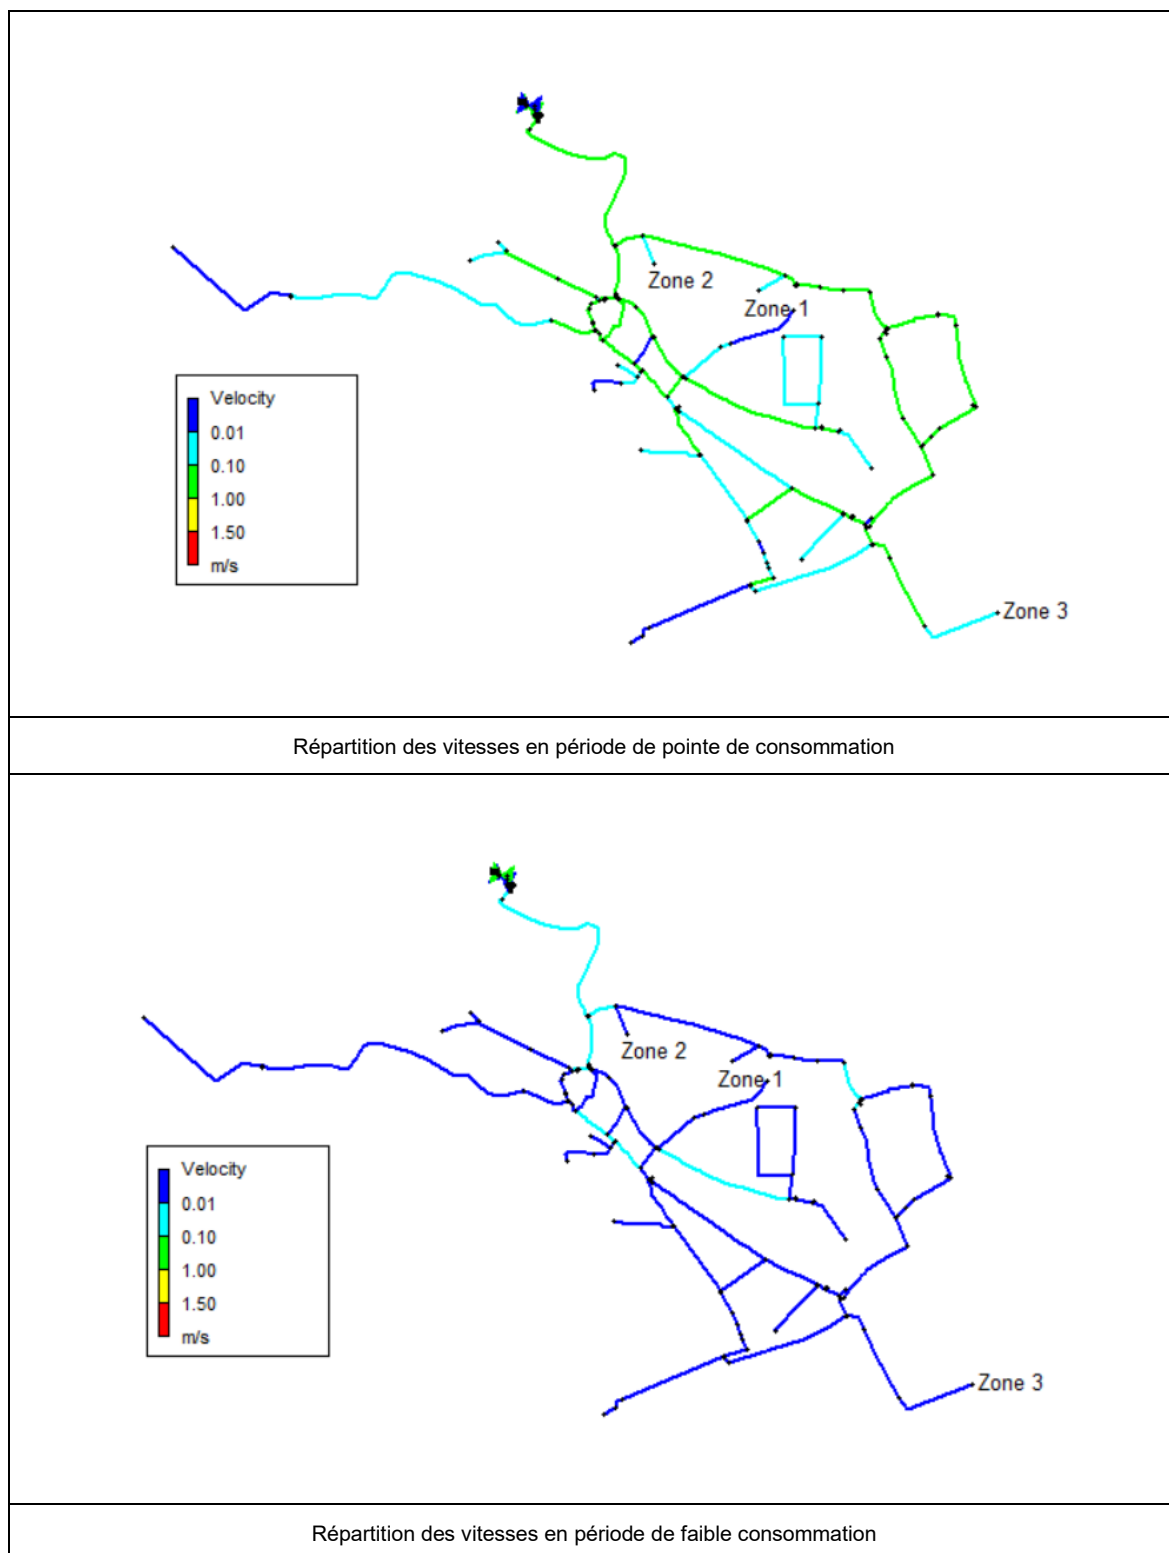 Zone 2
Zone 1
Velocity
0.01
0.10
1.00
1.50
m/s
Zone 3
Répartition des vitesses en période de pointe de consommation
Zone 2
Zone 1
Velocity
0.01
0.10
1.00
1.50
m/s
Zone 3
Répartition des vitesses en période de faible consommation